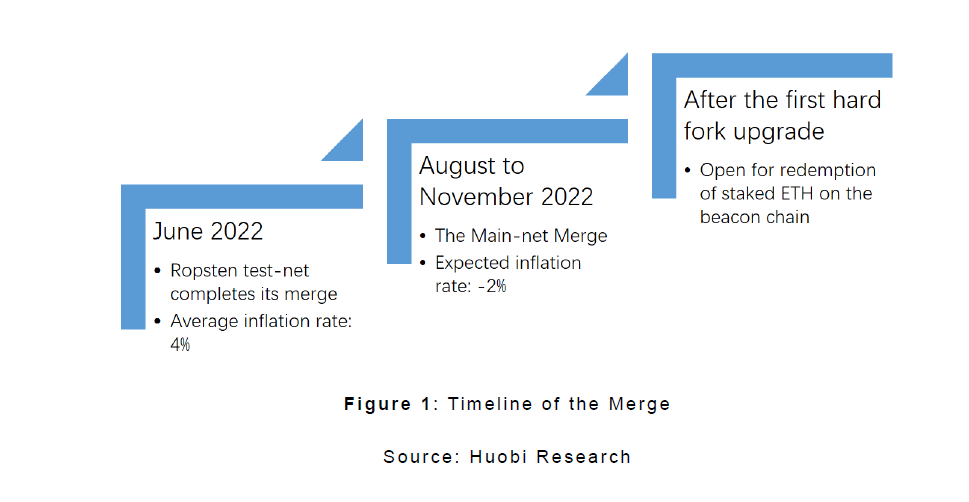 June 2022
• Ropsten test-net
completes its merge
• Average inflation rate:
4%
August to
November 2022
• The Main-net Merge
• Expected inflation
rate: -2%
After the first hard
fork upgrade
• Open for redemption
of staked ETH on the
beacon chain
Figure 1: Timeline of the Merge
Source: Huobi Research